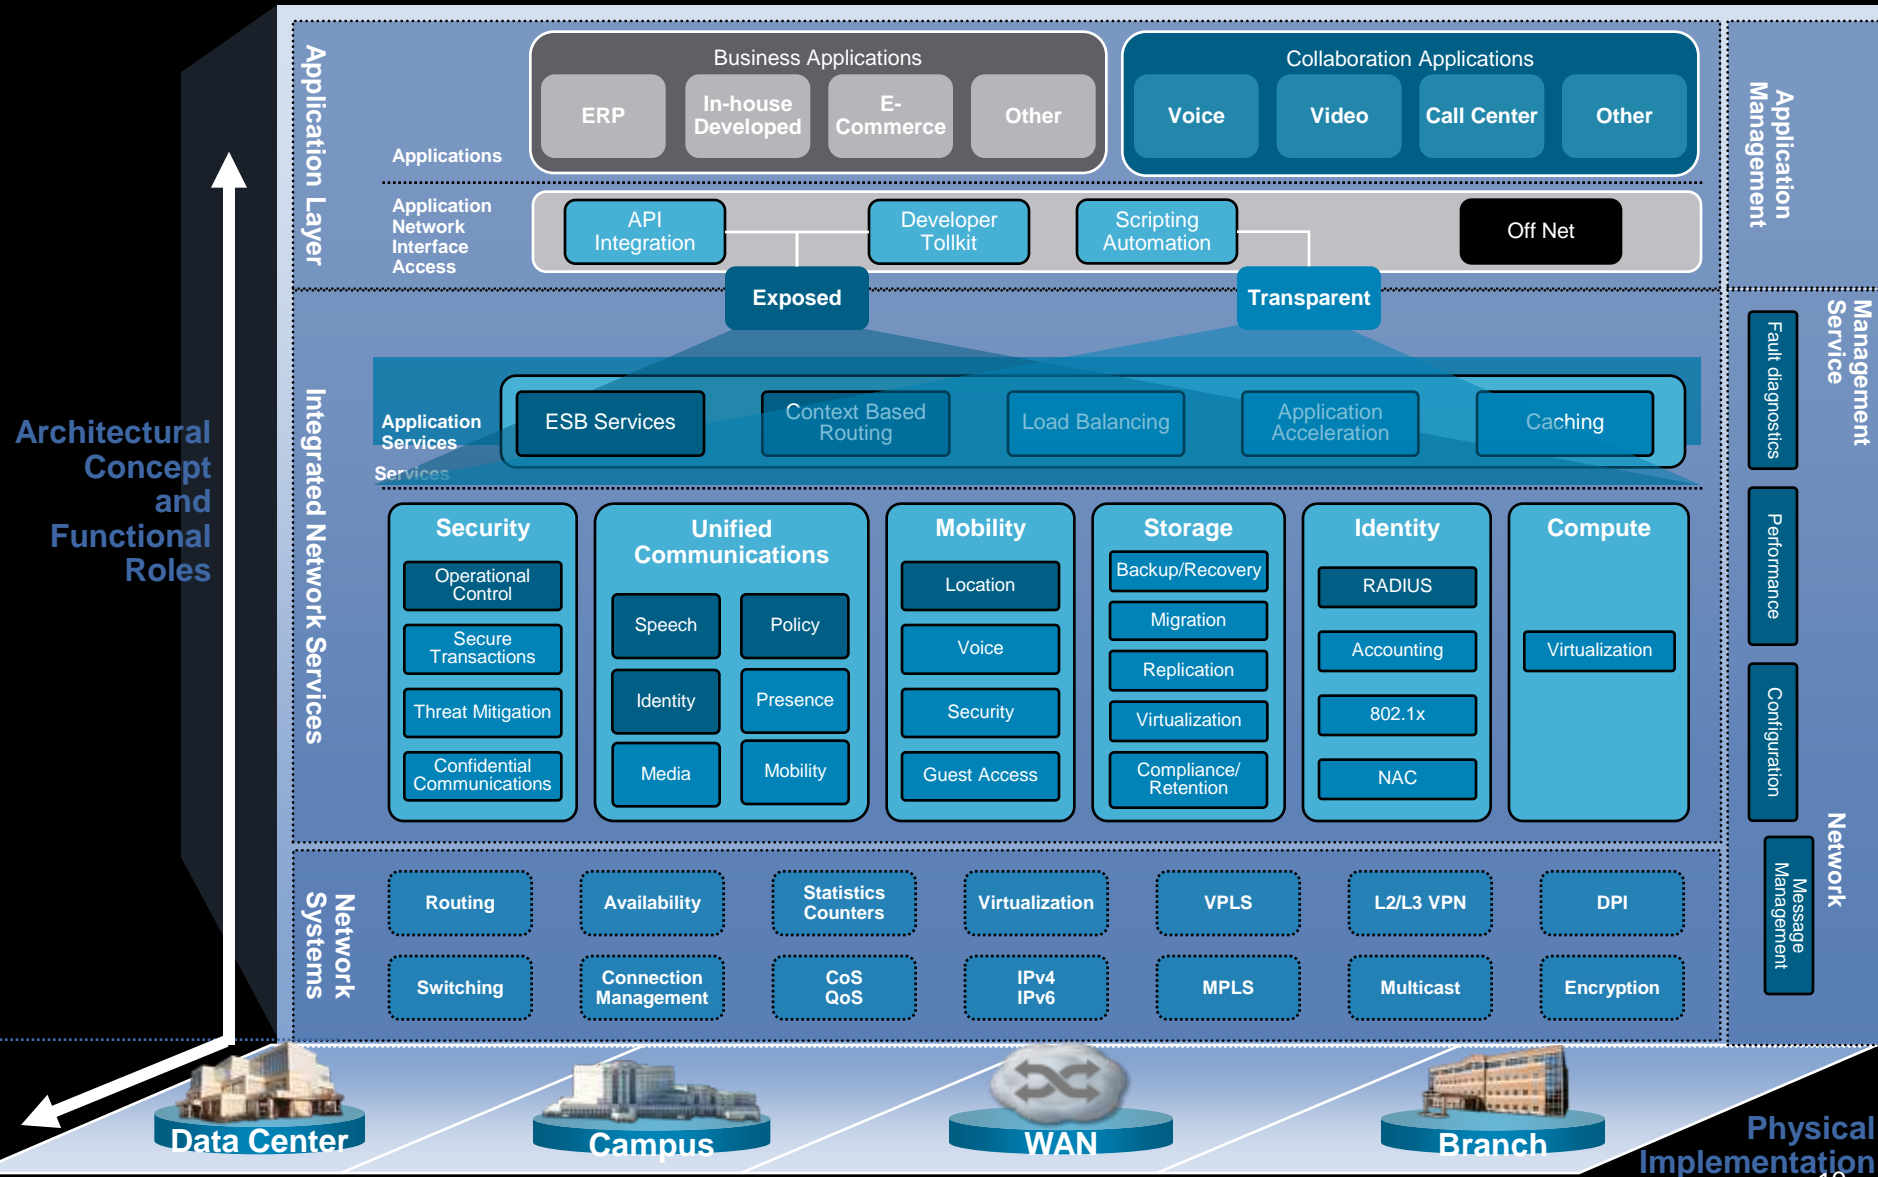 Application Layer
Business Applications
ERP
In-house
Developed
E-
Commerce
Other
Collaboration Applications
Voice
Video
Call Center
Other
Applications
Application
Network
Interface
Access
API
Integration
Developer
Tollkit
Scripting
Automation
Off Net
Exposed
Transparent
Application
Management
Architectural
Concept
and
Functional
Roles
Integrated Network Services
Application
Services
Services
ESB Services
Context Based
Routing
Load Balancing
Application
Acceleration
Caching
Security
Operational
Control
Secure
Transactions
Threat Mitigation
Confidential
Communications
Unified
Communications
Speech
Policy
Identity
Presence
Media
Mobility
Mobility
Location
Voice
Security
Guest Access
Storage
Backup/Recovery
Migration
Replication
Virtualization
Compliance/
Retention
Identity
RADIUS
Accounting
802.1x
NAC
Compute
Virtualization
Management
Service
Fault diagnostics
Performance
Configuration
Network
Message
Management
Network
Systems
Routing
Availability
Statistics
Counters
Virtualization
VPLS
L2/L3 VPN
DPI
Switching
Connection
Management
CoS
QoS
IPv4
IPv6
MPLS
Multicast
Encryption
Data Center
Campus
WAN
Branch
Physical
Implementation